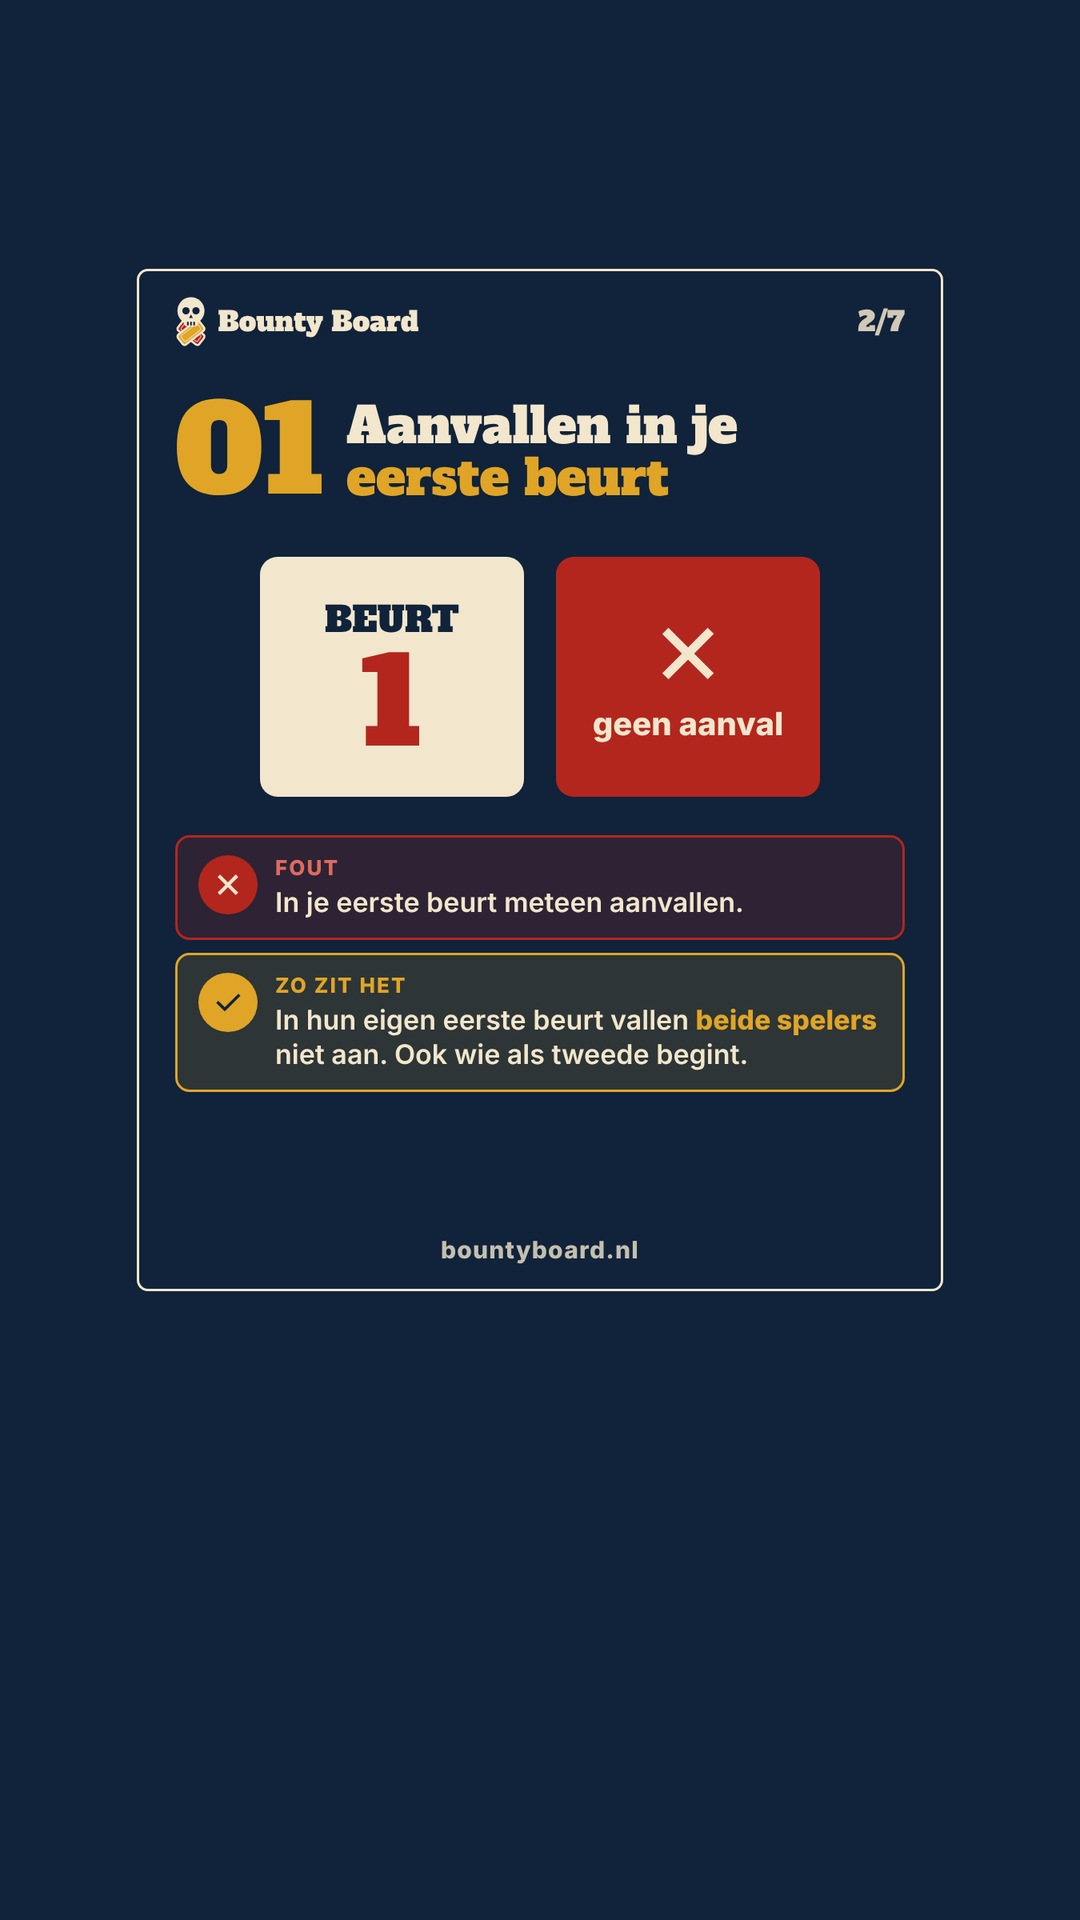 Bounty Board
2/7
01
Aanvallen in je
eerste beurt
BEURT
1
geen aanval
FOUT
In je eerste beurt meteen aanvallen.
ZO ZIT HET
In hun eigen eerste beurt vallen beide spelers
niet aan. Ook wie als tweede begint.
bountyboard.nl